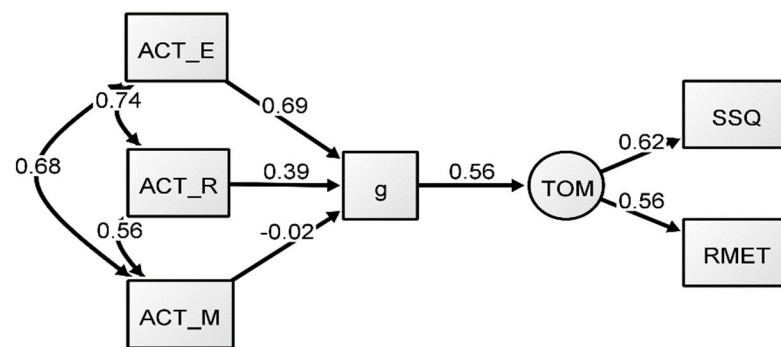 ACT_E
0.74
0.69
SSQ
0.68
0.62
ACT_R
0.39
g
0.56
TOM
0.56
0.56
-0.02
RMET
ACT_M